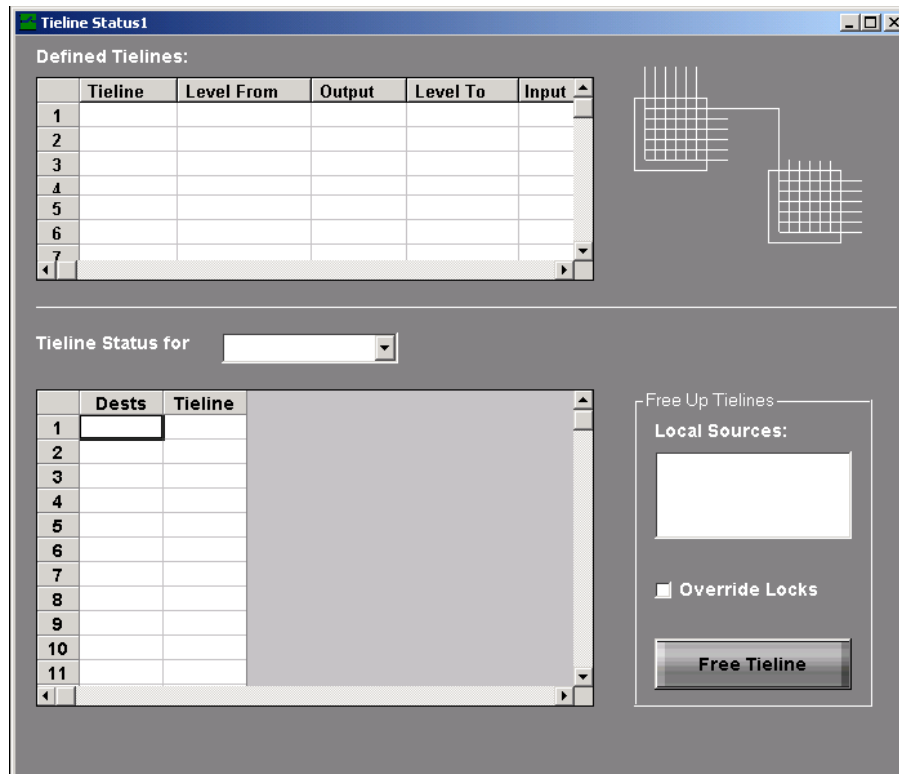 Tieline Status1
Defined Tielines:
Tieline Level From Output Level To Input
1
2
3
4
5
6
7
Tieline Status for
Dests Tieline
1
2
3
4
5
6
7
8
9
10
11
Free Up Tielines
Local Sources:
Override Locks
Free Tieline